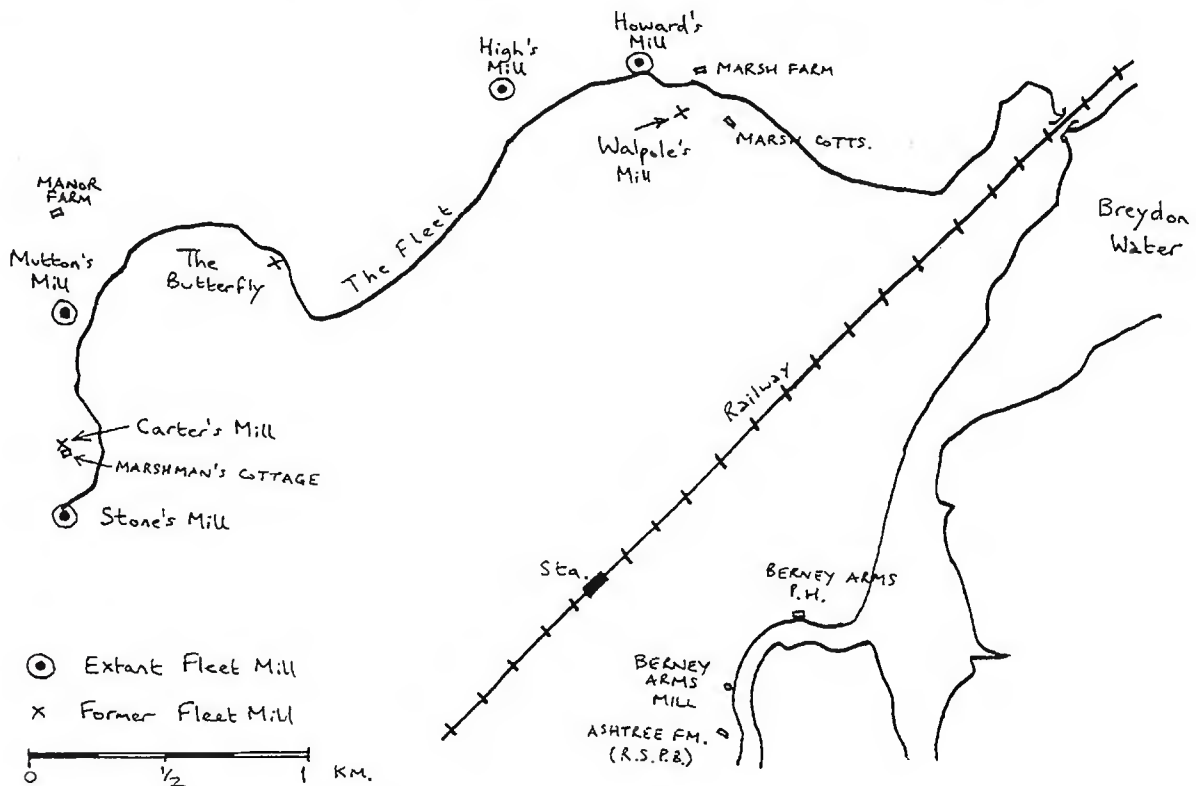 Howard's
Mill
High's
Mill
MARSH FARM
Walpole's
Mill
MARSH COTTS.
MANOR
FARM
Breydon
Water
The Fleet
The
Butterfly
Mutton's
Mill
Railway
Carter's Mill
MARSHMAN'S COTTAGE
Stone's Mill
Sta.
BERNEY ARMS
P.H.
Extant Fleet Mill
BERNEY
ARMS
MILL
x Former Fleet Mill
ASHTREE FM.
(R.S.P.B.)
0 1/2 1 KM.